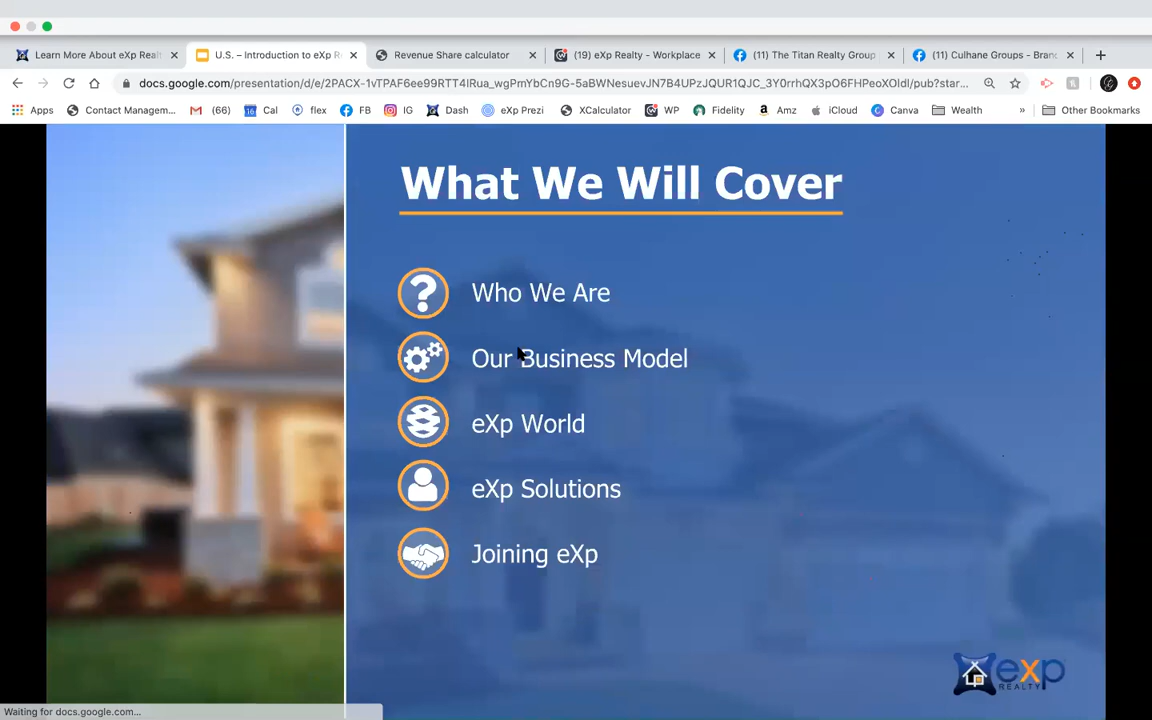 Learn More About eXp Real
U.S. – Introduction to eXp R
Revenue Share calculator
(19) eXp Realty - Workplace
(11) The Titan Realty Group
(11) Culhane Groups - Branc
docs.google.com/presentation/d/e/2PACX-1vTPAF6ee99RTT4lRua_wgPmYbCn9G-5aBWNesuevJN7B4UPzJQUR1QJC_3Y0rrhQX3pO6FHPeoXOldI/pub?star...
Apps
Contact Managem...
(66)
Cal
flex
FB
IG
Dash
eXp Prezi
XCalculator
WP
Fidelity
Amz
iCloud
Canva
Wealth
»
Other Bookmarks
What We Will Cover
Who We Are
Our Business Model
eXp World
eXp Solutions
Joining eXp
eXp
REALTY
Waiting for docs.google.com...